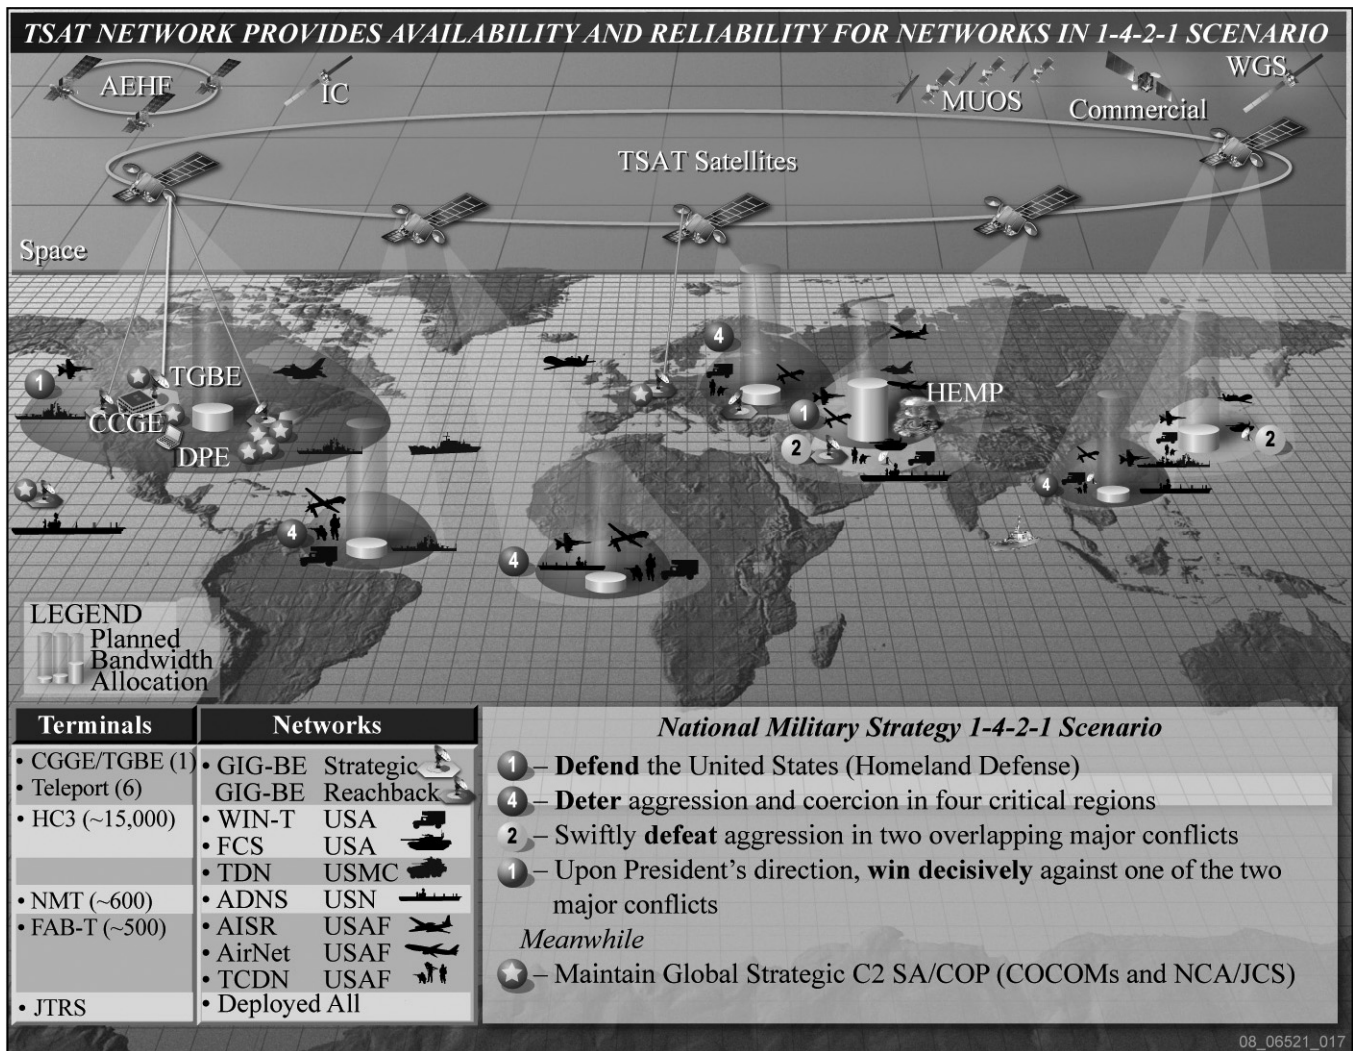 TSAT NETWORK PROVIDES AVAILABILITY AND RELIABILITY FOR NETWORKS IN 1-4-2-1 SCENARIO
AEHF
IC
MUOS
Commercial
WGS
TSAT Satellites
Space
1
TGBE
CCGE
DPE
4
4
4
1
2
HEMP
4
2
LEGEND
Planned
Bandwidth
Allocation
Terminals
• CGGE/TGBE (1)
• Teleport (6)
• HC3 (~15,000)
• NMT (~600)
• FAB-T (~500)
• JTRS
Networks
• GIG-BE Strategic
GIG-BE Reachback
• WIN-T USA
• FCS USA
• TDN USMC
• ADNS USN
• AISR USAF
• AirNet USAF
• TCDN USAF
• Deployed All
National Military Strategy 1-4-2-1 Scenario
1 – Defend the United States (Homeland Defense)
4 – Deter aggression and coercion in four critical regions
2 – Swiftly defeat aggression in two overlapping major conflicts
1 – Upon President’s direction, win decisively against one of the two
major conflicts
Meanwhile
– Maintain Global Strategic C2 SA/COP (COCOMs and NCA/JCS)
08_06521_017